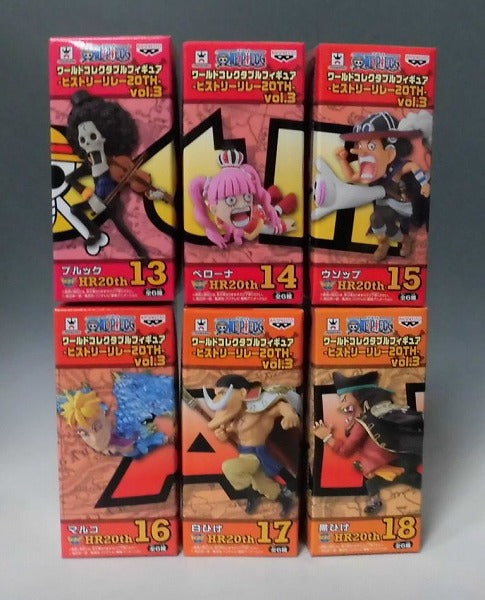 ONE PIECE
BANPRESTO
ワールドコレクタブルフィギュア
-ヒストリーリレー20TH-
vol.3
ブルック
HR20th 13
全6種
ONE PIECE
BANPRESTO
ワールドコレクタブルフィギュア
-ヒストリーリレー20TH-
vol.3
ペローナ
HR20th 14
全6種
ONE PIECE
BANPRESTO
ワールドコレクタブルフィギュア
-ヒストリーリレー20TH-
vol.3
ウソップ
HR20th 15
全6種
ONE PIECE
BANPRESTO
ワールドコレクタブルフィギュア
-ヒストリーリレー20TH-
vol.3
マルコ
HR20th 16
全6種
ONE PIECE
BANPRESTO
ワールドコレクタブルフィギュア
-ヒストリーリレー20TH-
vol.3
白ひげ
HR20th 17
全6種
ONE PIECE
BANPRESTO
ワールドコレクタブルフィギュア
-ヒストリーリレー20TH-
vol.3
黒ひげ
HR20th 18
全6種